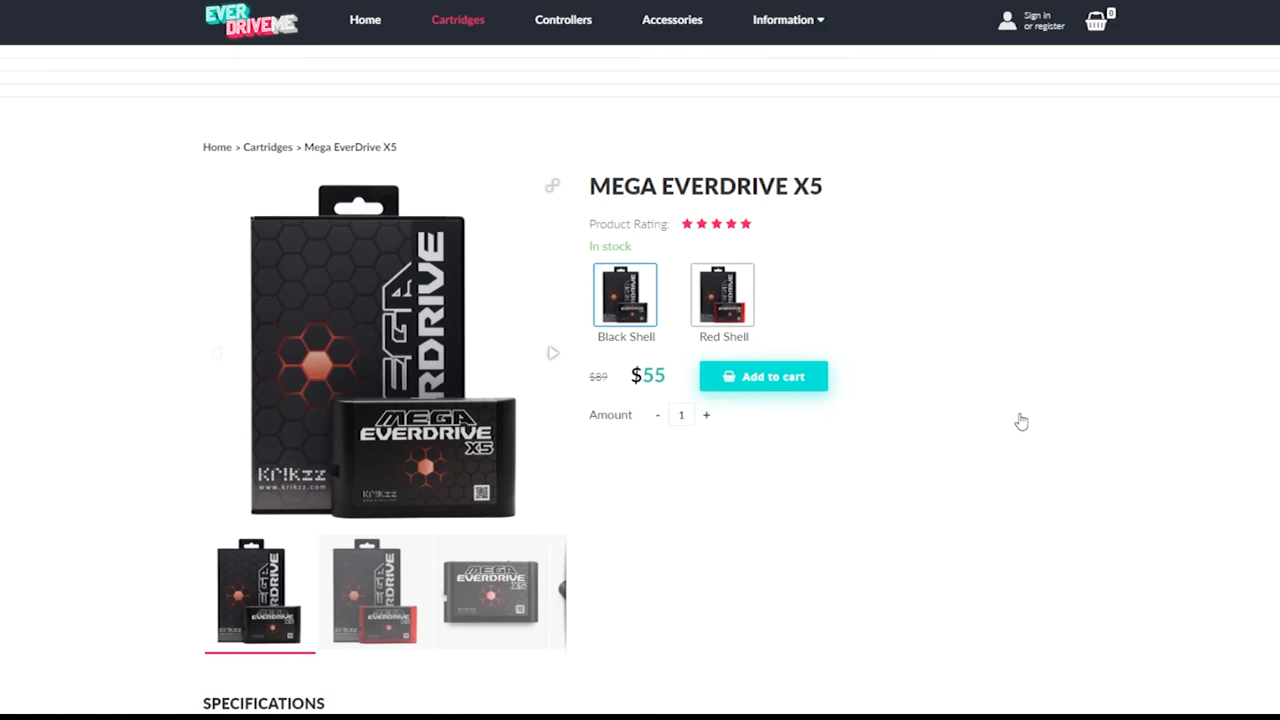 EVER
DRIVEME
Home
Cartridges
Controllers
Accessories
Information
Sign in
or register
0
Home > Cartridges > Mega EverDrive X5
MEGA EVERDRIVE X5
Product Rating:
In stock
Black Shell
Red Shell
$89
$55
Add to cart
Amount
-
1
+
MEGA
EVERDRIVE
X5
KRIKZZ
KRIKZZ
www.krikzz.com
MEGA
EVERDRIVE
X5
SPECIFICATIONS